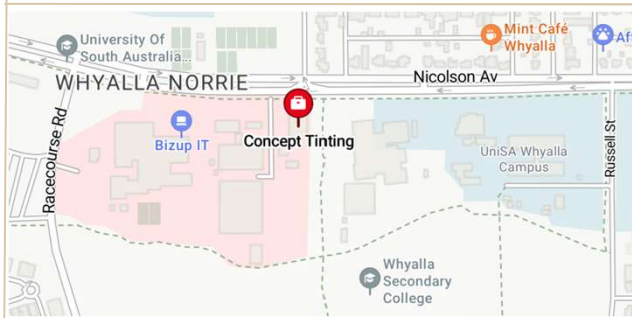 University Of
South Australia...
Mint Café
Whyalla
Af
WHYALLA NORRIE
Nicolson Av
Racecourse Rd
Bizup IT
Concept Tinting
UniSA Whyalla
Campus
Russell St
Whyalla
Secondary
College